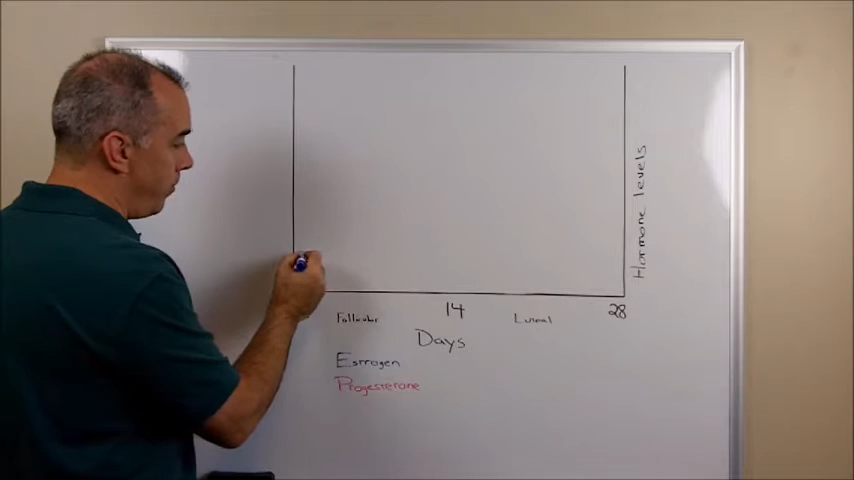 Hormone levels
14
28
Follicular
Luteal
Days
Estrogen
Progesterone